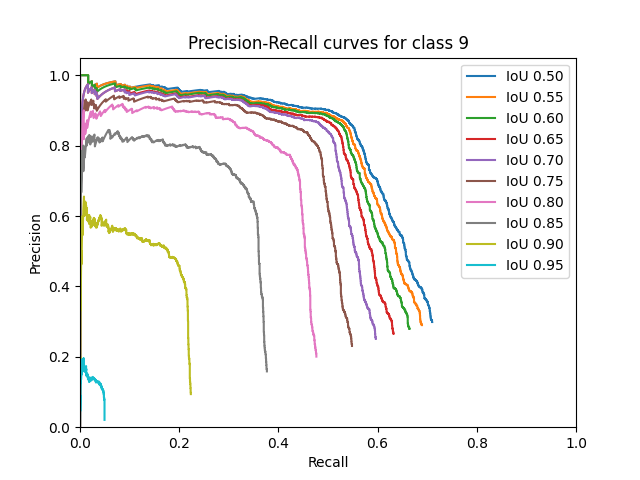 Precision-Recall curves for class 9
1.0
0.8
0.6
0.4
0.2
0.0
Precision
0.0 0.2 0.4 0.6 0.8 1.0
Recall
IoU 0.50
IoU 0.55
IoU 0.60
IoU 0.65
IoU 0.70
IoU 0.75
IoU 0.80
IoU 0.85
IoU 0.90
IoU 0.95